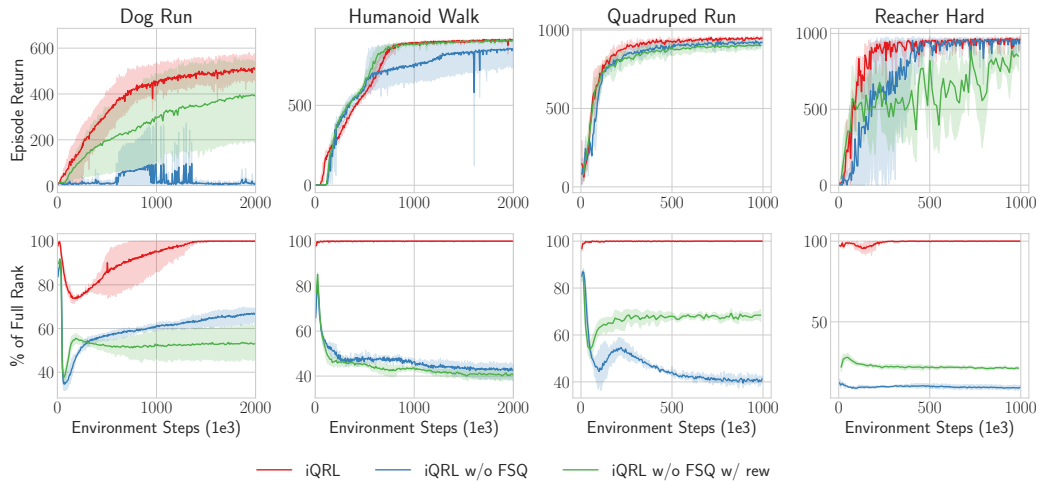 Dog Run
Humanoid Walk
Quadruped Run
Reacher Hard
Episode Return
600
400
200
0
0 1000 2000
500
0
0 1000 2000
1000
750
500
250
0
0 500 1000
1000
500
0
0 500 1000
% of Full Rank
100
80
60
40
0 1000 2000
100
80
60
40
0 1000 2000
100
80
60
40
0 500 1000
100
50
0 500 1000
Environment Steps (1e3)
Environment Steps (1e3)
Environment Steps (1e3)
Environment Steps (1e3)
iQRL
iQRL w/o FSQ
iQRL w/o FSQ w/ rew